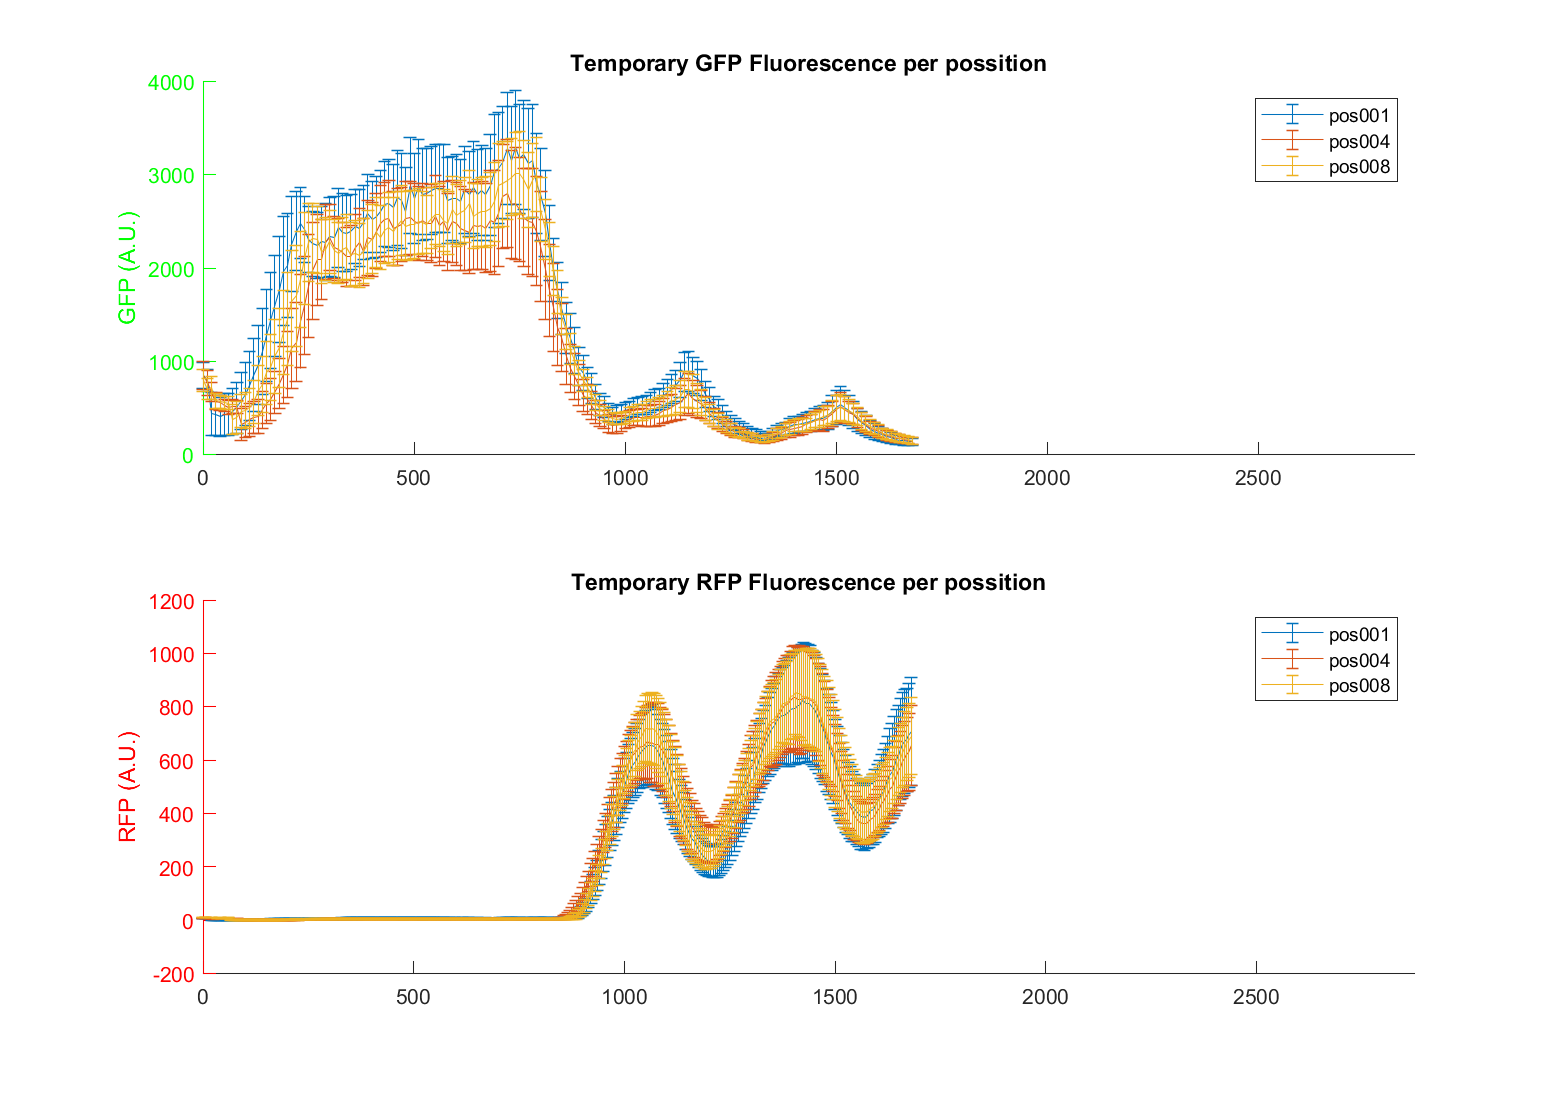 Temporary GFP Fluorescence per possition
4000
3000
2000
1000
0
GFP (A.U.)
pos001
pos004
pos008
0 500 1000 1500 2000 2500
Temporary RFP Fluorescence per possition
1200
1000
800
600
400
200
0
-200
RFP (A.U.)
pos001
pos004
pos008
0 500 1000 1500 2000 2500